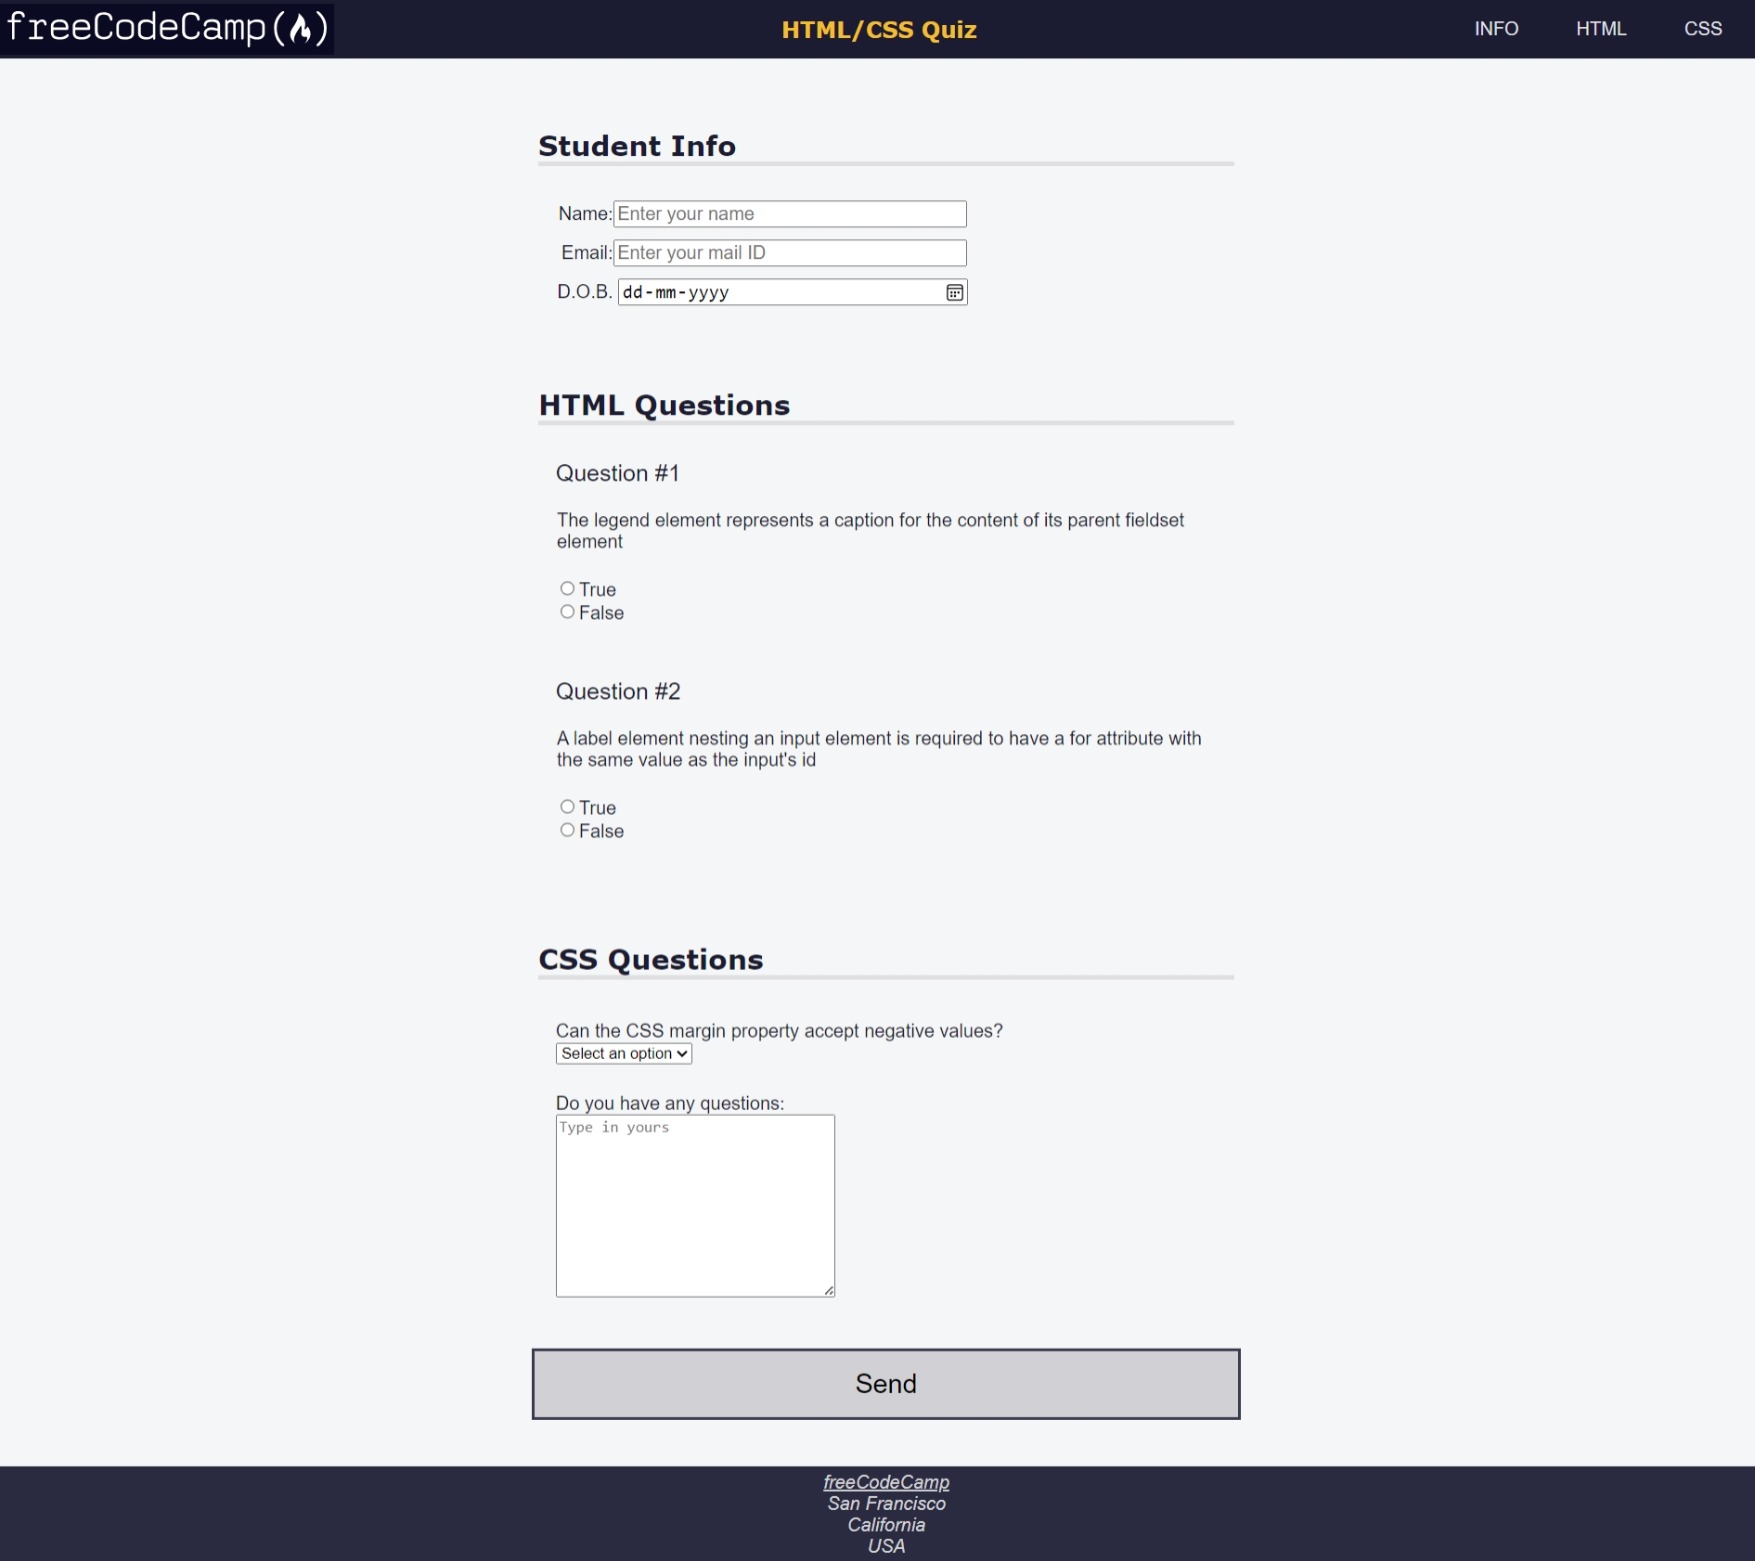 freeCodeCamp
HTML/CSS Quiz
INFO HTML CSS
Student Info
Name: Enter your name
Email: Enter your mail ID
D.O.B. dd-mm-yyyy
HTML Questions
Question #1
The legend element represents a caption for the content of its parent fieldset
element
True
False
Question #2
A label element nesting an input element is required to have a for attribute with
the same value as the input's id
True
False
CSS Questions
Can the CSS margin property accept negative values?
Select an option
Do you have any questions:
Type in yours
Send
freeCodeCamp
San Francisco
California
USA